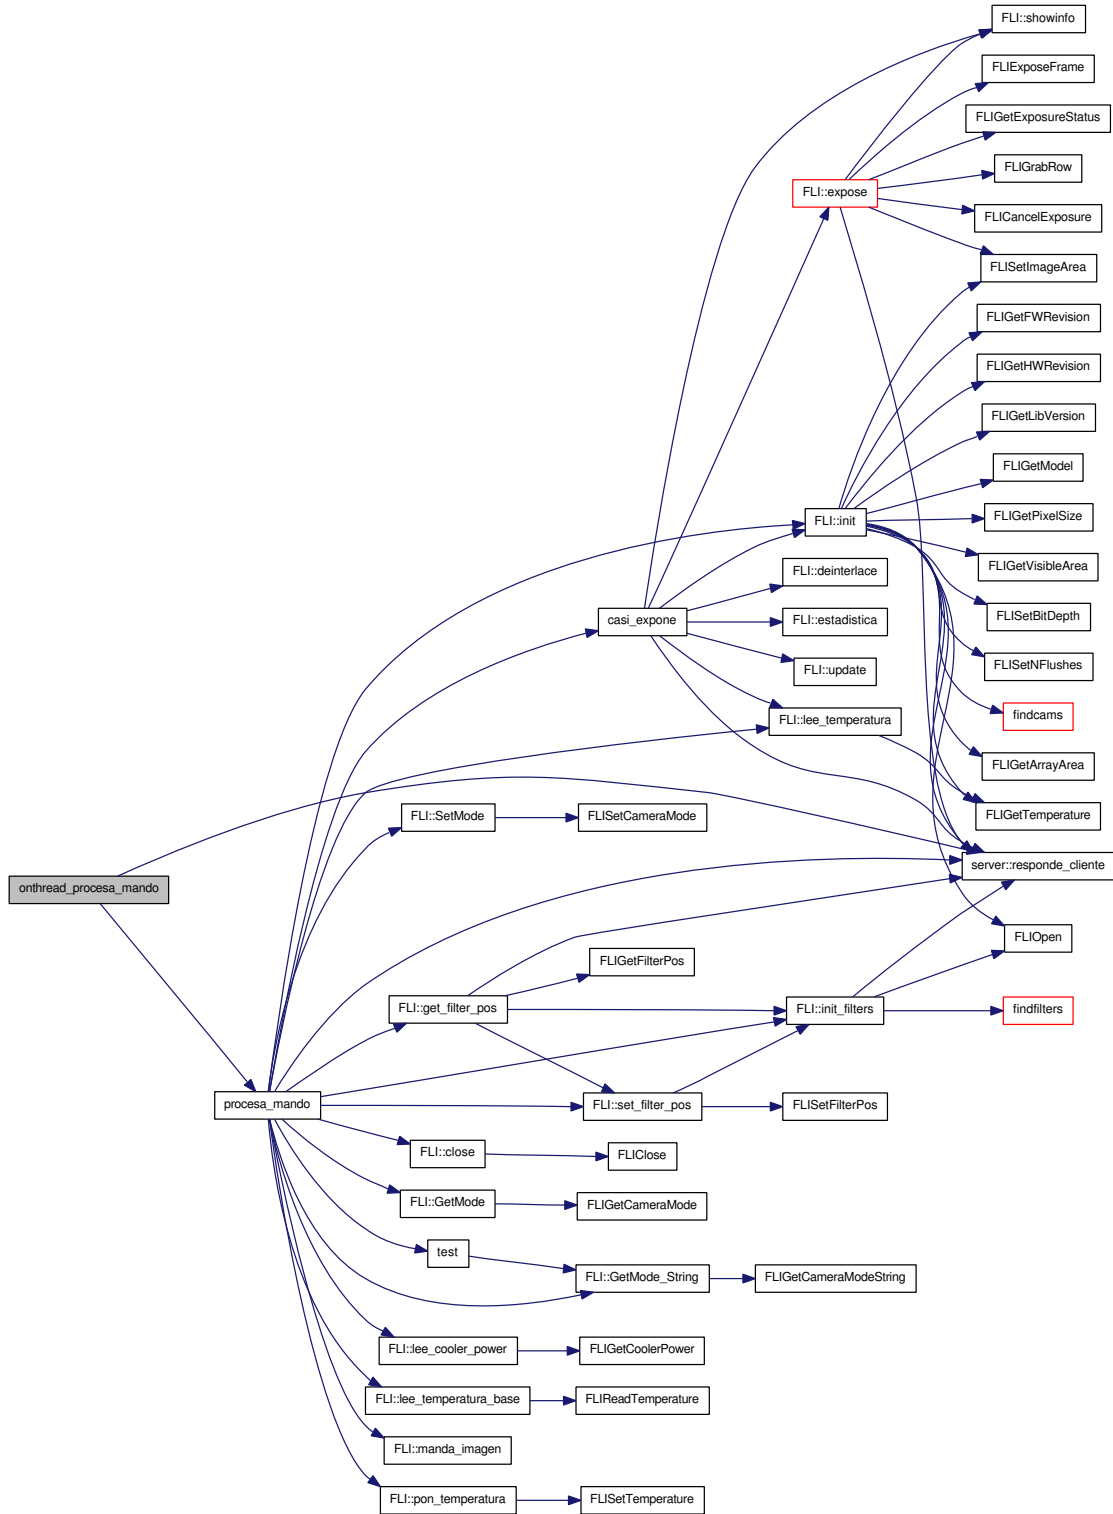 FLI::showinfo
FLIExposeFrame
FLIGetExposureStatus
FLIGrabRow
FLI::expose
FLICancelExposure
FLISetImageArea
FLIGetFWRevision
FLIGetHWRevision
FLIGetLibVersion
FLIGetModel
FLIGetPixelSize
FLI::init
FLIGetVisibleArea
FLI::deinterlace
FLISetBitDepth
casi_expone
FLI::estadistica
FLI::update
FLISetNFlushes
findcams
FLI::lee_temperatura
FLIGetArrayArea
FLIGetTemperature
FLI::SetMode
FLISetCameraMode
server::responde_cliente
onthread_procesa_mando
FLIOpen
FLIGetFilterPos
FLI::get_filter_pos
FLI::init_filters
findfilters
procesa_mando
FLI::set_filter_pos
FLISetFilterPos
FLI::close
FLIClose
FLI::GetMode
FLIGetCameraMode
test
FLI::GetMode_String
FLIGetCameraModeString
FLI::lee_cooler_power
FLIGetCoolerPower
FLI::lee_temperatura_base
FLIReadTemperature
FLI::manda_imagen
FLI::pon_temperatura
FLISetTemperature